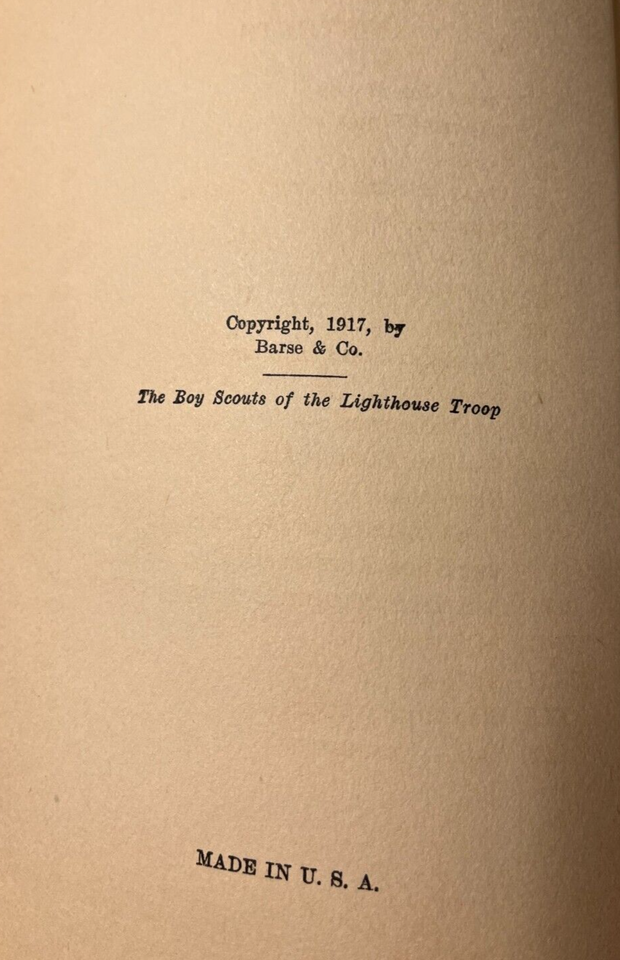 Copyright, 1917, by
Barse & Co.
The Boy Scouts of the Lighthouse Troop
MADE IN U. S. A.